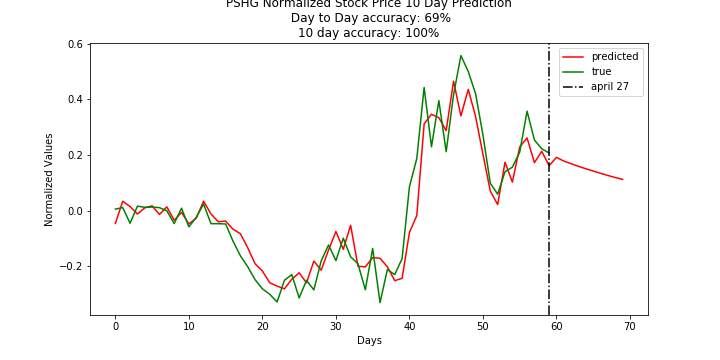 PSHG Normalized Stock Price 10 Day Prediction
Day to Day accuracy: 69%
10 day accuracy: 100%
predicted
true
april 27
Normalized Values
0.6
0.4
0.2
0.0
−0.2
0 10 20 30 40 50 60 70
Days